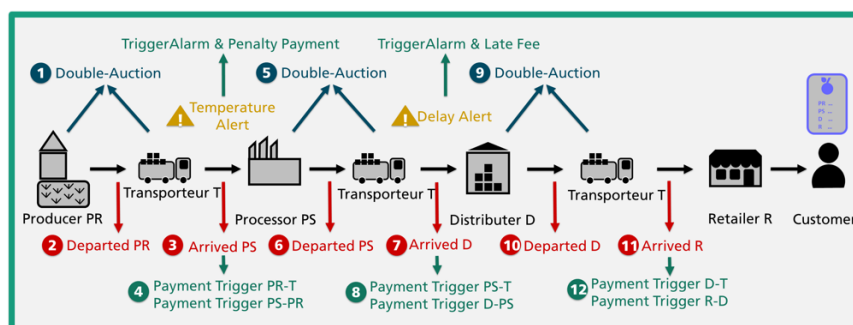 TriggerAlarm & Penalty Payment
TriggerAlarm & Late Fee
1 Double-Auction
5 Double-Auction
9 Double-Auction
Temperature
Alert
Delay Alert
PR
PS
D
R
Transporteur T
Transporteur T
Transporteur T
Producer PR
Processor PS
Distributer D
Retailer R
Customer
2 Departed PR
3 Arrived PS
6 Departed PS
7 Arrived D
10 Departed D
11 Arrived R
4 Payment Trigger PR-T
Payment Trigger PS-PR
8 Payment Trigger PS-T
Payment Trigger D-PS
12 Payment Trigger D-T
Payment Trigger R-D